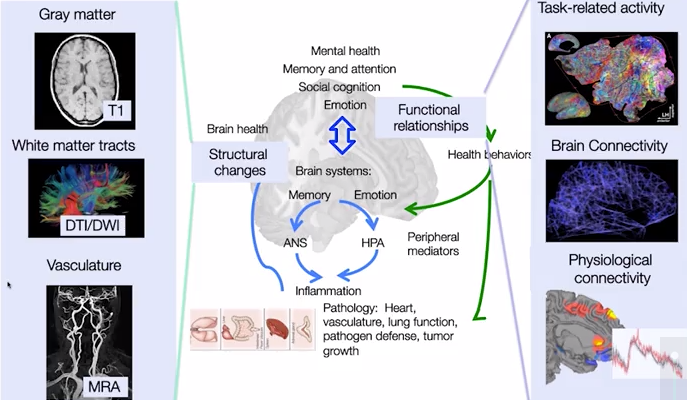 Gray matter
T1
White matter tracts
DTI/DWI
Vasculature
MRA
Mental health
Memory and attention
Social cognition
Emotion
Functional
relationships
Brain health
Structural
changes
Health behaviors
Brain systems:
Memory Emotion
ANS HPA
Peripheral
mediators
Inflammation
Pathology: Heart,
vasculature, lung function,
pathogen defense, tumor
growth
Task-related activity
A
LH
Brain Connectivity
Physiological
connectivity